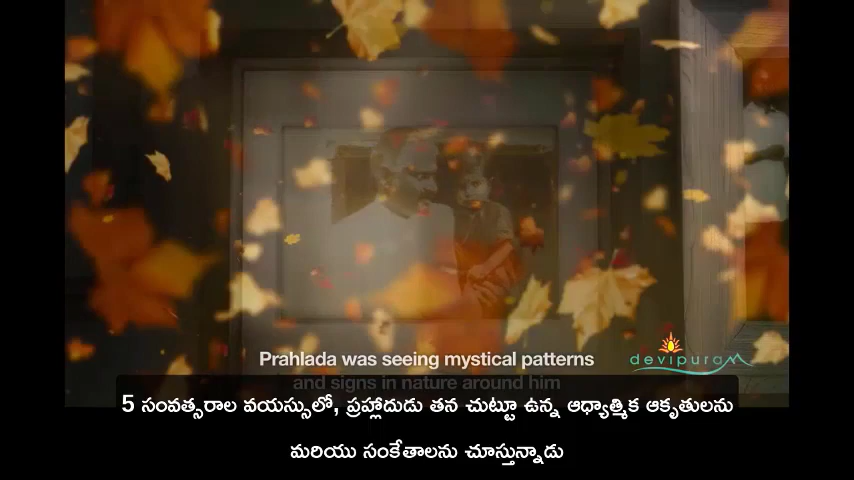 Prahlada was seeing mystical patterns
and signs in nature around him
devipuram
5 సంవత్సరాల వయస్సులో, ప్రహ్లాదుడు తన చుట్టూ ఉన్న ఆధ్యాత్మిక ఆకృతులను
మరియు సంకేతాలను చూస్తున్నాడు